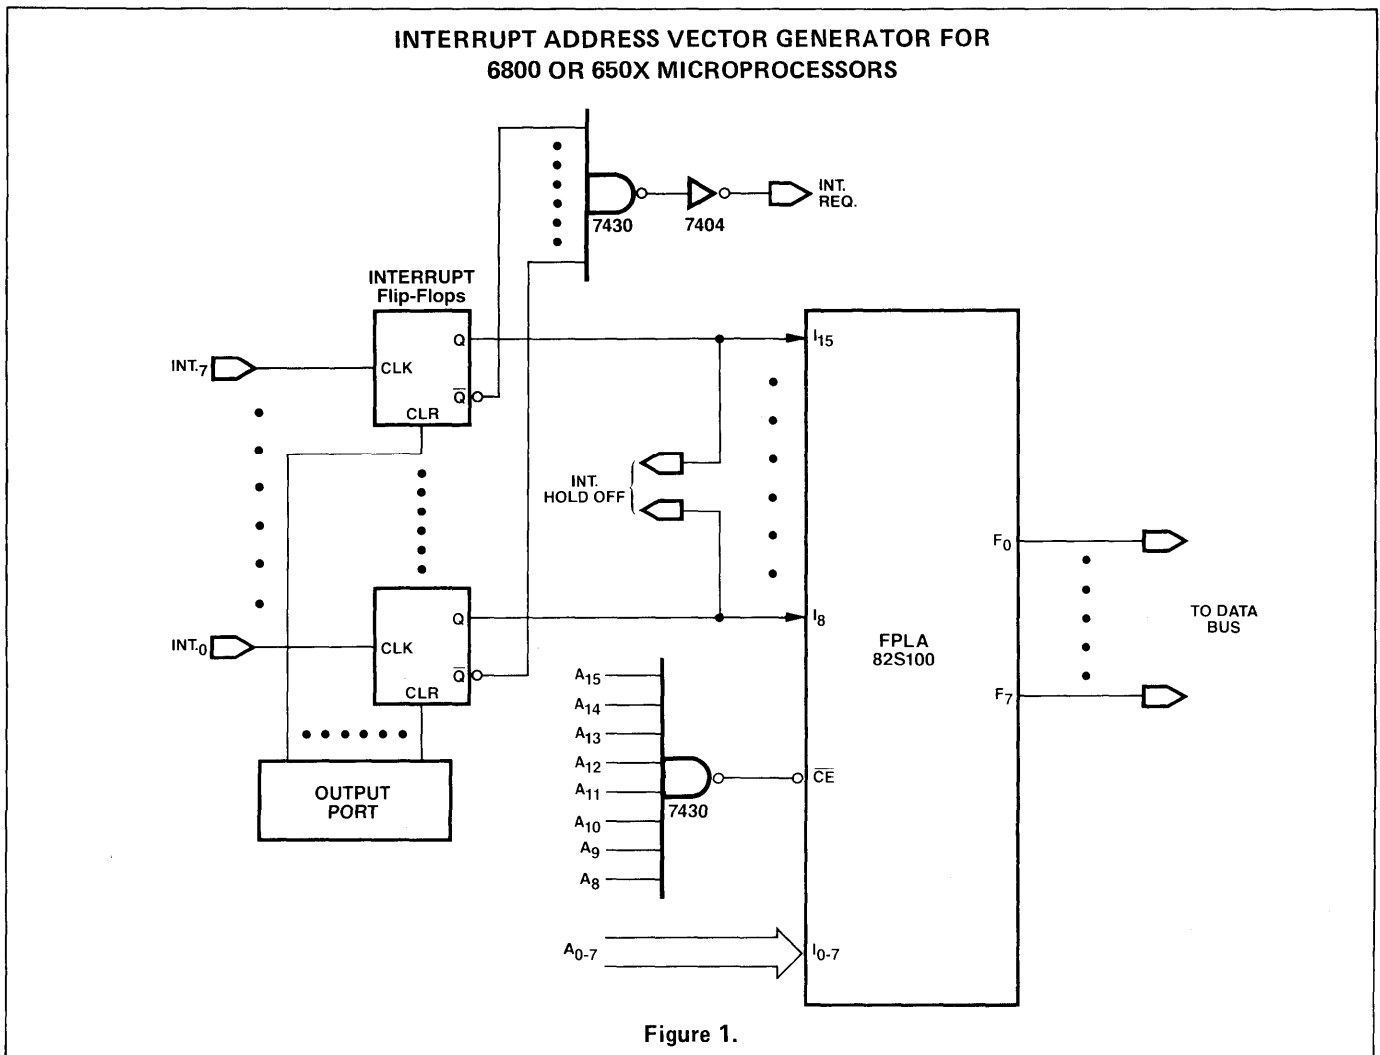 INTERRUPT ADDRESS VECTOR GENERATOR FOR
6800 OR 650X MICROPROCESSORS
INT.
REQ.
7430
7404
INTERRUPT
Flip-Flops
Q
I15
INT.7
CLK
Q̅
CLR
INT.
HOLD OFF
F0
Q
I8
INT.0
CLK
FPLA
82S100
TO DATA
BUS
Q̅
CLR
A15
A14
A13
A12
A11
A10
A9
A8
F7
7430
C̅E̅
OUTPUT
PORT
A0-7
I0-7
Figure 1.